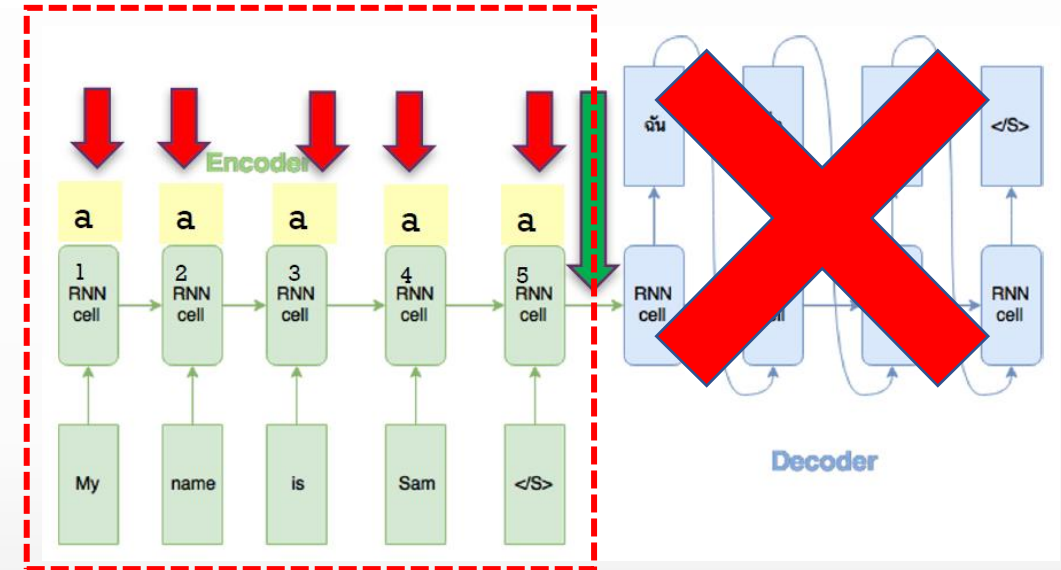 Encoder
a a a a a
1 2 3 4 5
RNN RNN RNN RNN RNN
cell cell cell cell cell
My name is Sam </S>
ฉัน </S>
RNN RNN
cell cell
Decoder